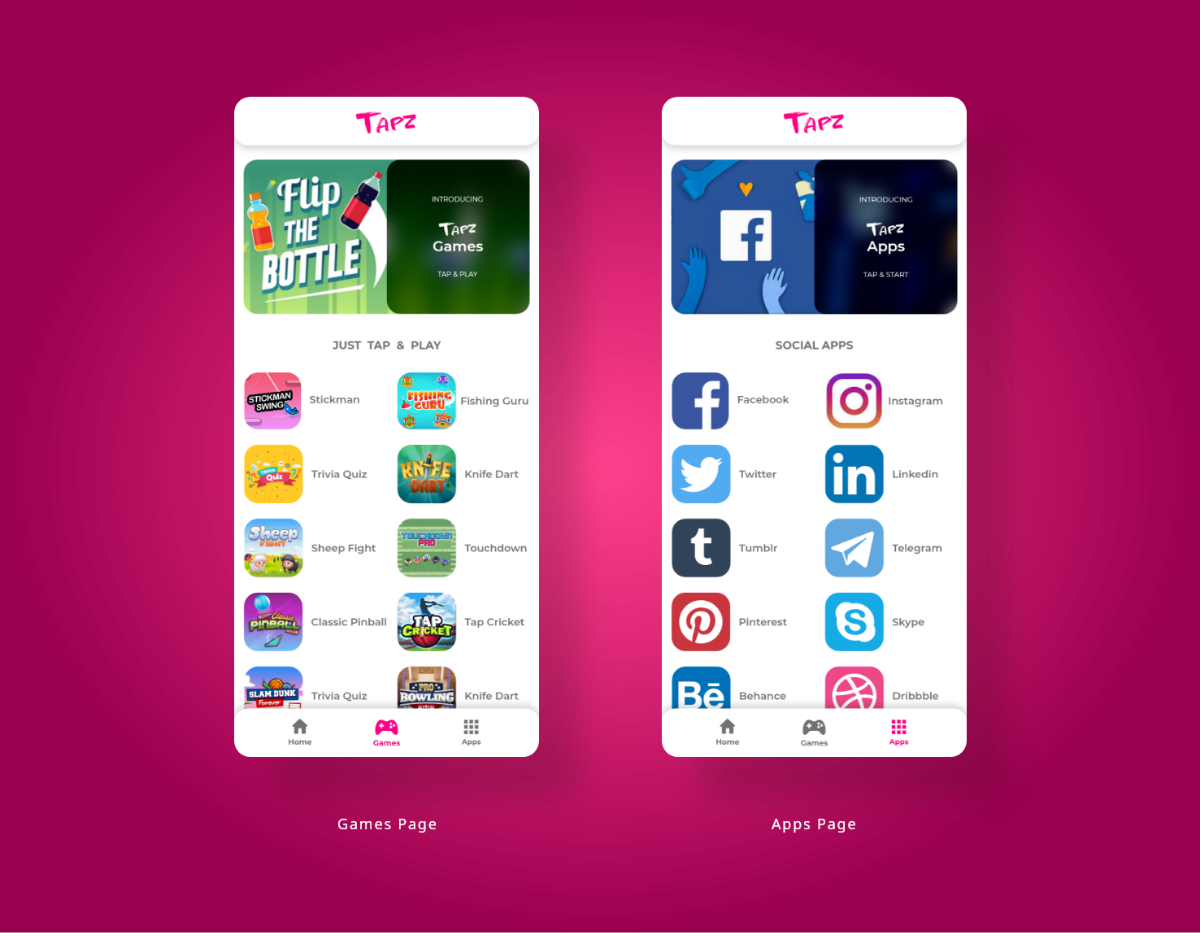 TAPZ
Flip
THE
BOTTLE
INTRODUCING
TAPZ
Games
TAP & PLAY
JUST TAP & PLAY
STICKMAN
SWING
Stickman
FISHING
GURU
Fishing Guru
TRIVIA
Quiz
Trivia Quiz
KNIFE
DART
Knife Dart
Sheep
FIGHT
Sheep Fight
TOUCHDOWN
PRO
Touchdown
Classic
PINBALL
Classic Pinball
TAP
CRICKET
Tap Cricket
SLAM DUNK
Forever
Trivia Quiz
PRO
BOWLING
Knife Dart
Home
Games
Apps
Games Page
TAPZ
f
INTRODUCING
TAPZ
Apps
TAP & START
SOCIAL APPS
f
Facebook
Instagram
Twitter
in
Linkedin
t
Tumblr
Telegram
Pinterest
S
Skype
Bē
Behance
Dribbble
Home
Games
Apps
Apps Page